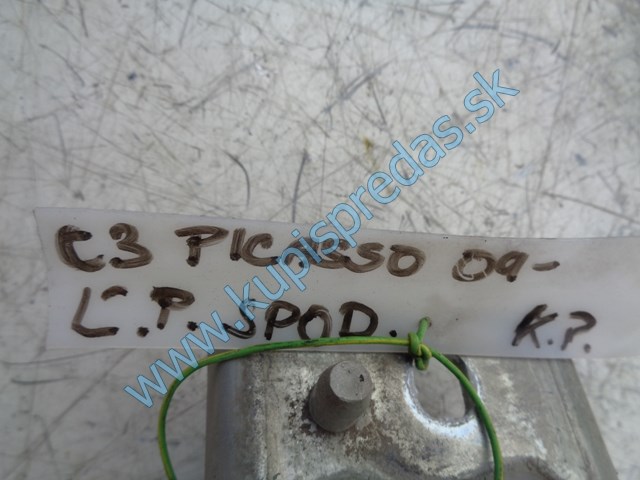 C3 PICASSO 09-
Ľ.P. SPOD. K.P.
www.kupispredas.sk